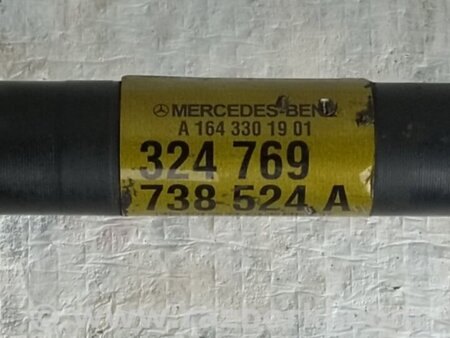 MERCEDES-BENZ
A 164 330 19 01
324 769
738 524 A